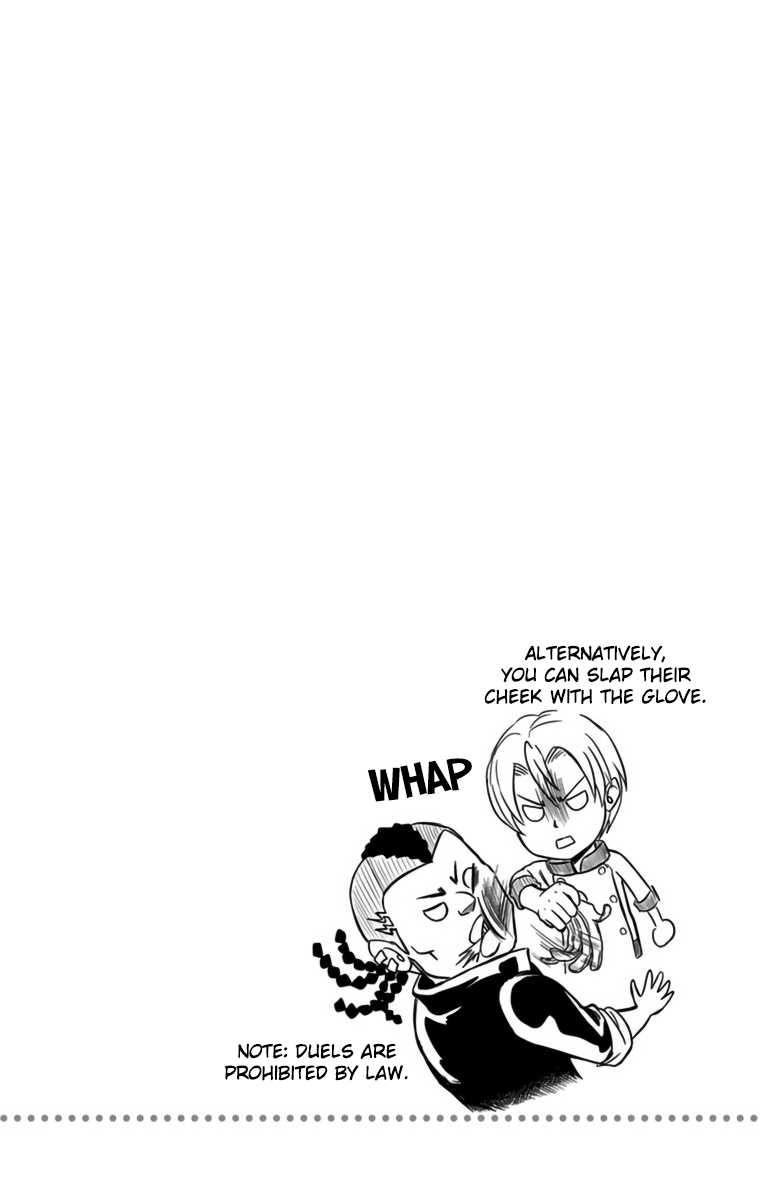 ALTERNATIVELY,
YOU CAN SLAP THEIR
CHEEK WITH THE GLOVE.
WHAP
NOTE: DUELS ARE
PROHIBITED BY LAW.